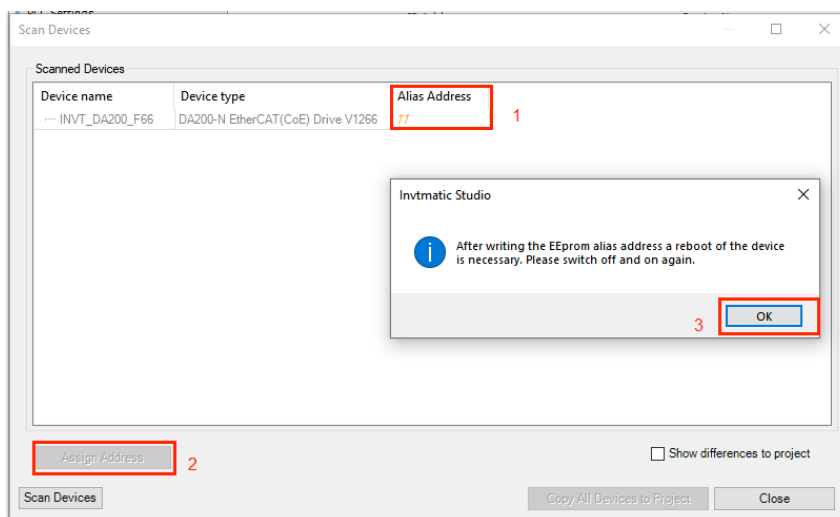 Scan Devices
Scanned Devices
Device name Device type Alias Address
INVT_DA200_F66 DA200-N EtherCAT(CoE) Drive V1266 11
1
Invtmatic Studio
After writing the EEprom alias address a reboot of the device
is necessary. Please switch off and on again.
OK
3
Assign Address
2
Show differences to project
Scan Devices
Copy All Devices to Project
Close